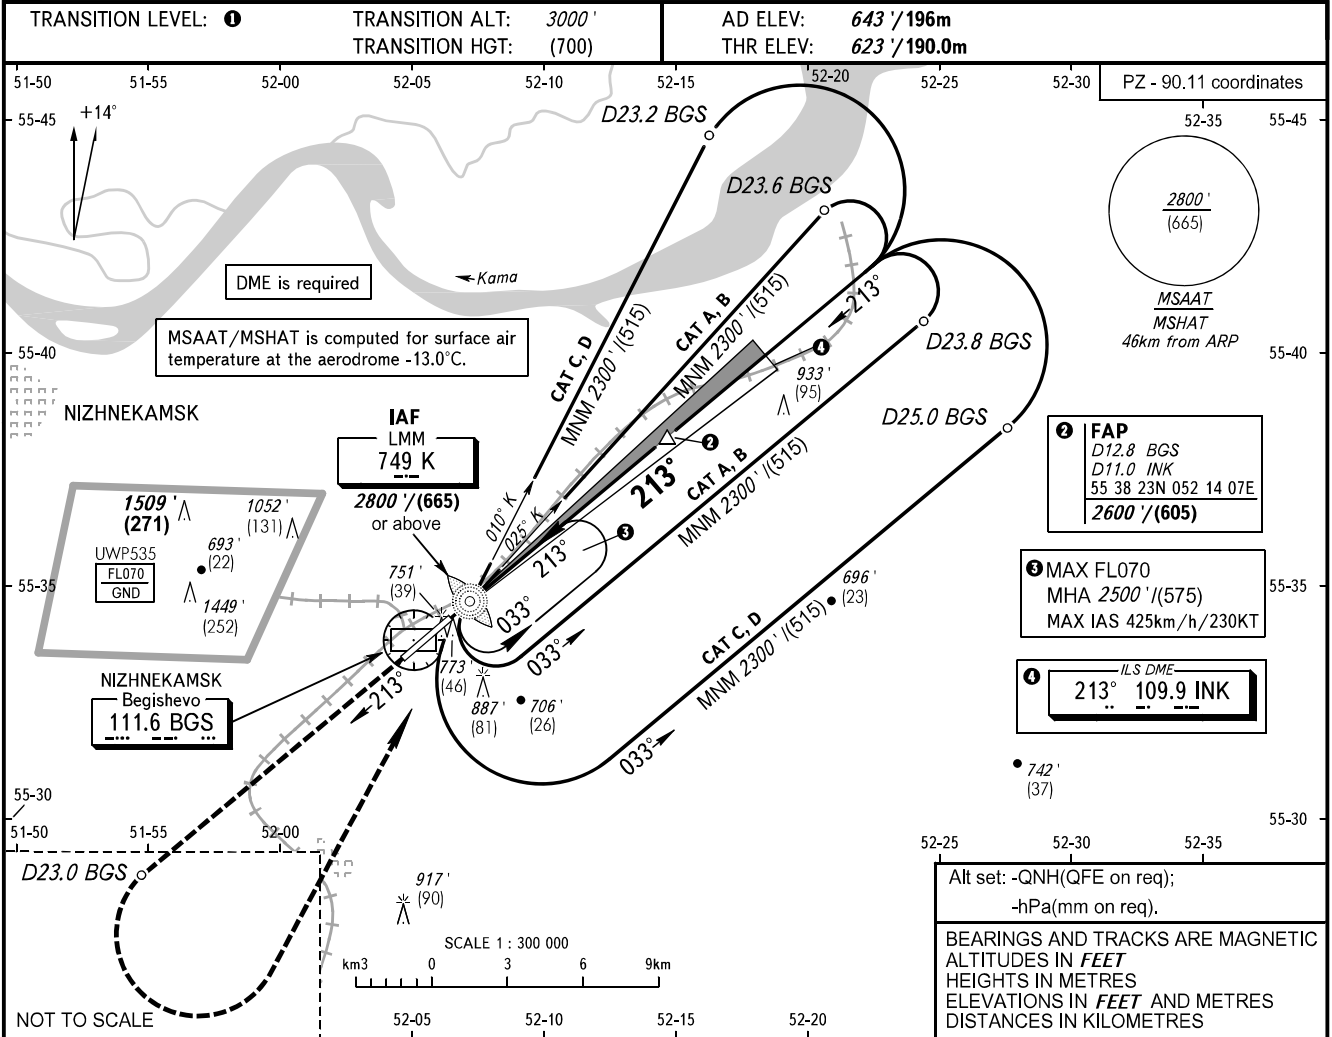 TRANSITION LEVEL: ❶
TRANSITION ALT: 3000'
TRANSITION HGT: (700)
AD ELEV: 643'/196m
THR ELEV: 623'/190.0m
51-50 51-55 52-00 52-05 52-10 52-15 52-20 52-25 52-30
PZ - 90.11 coordinates
52-35
55-45
55-45
+14°
D23.2 BGS
D23.6 BGS
2800'
(665)
MSAAT
MSHAT
46km from ARP
DME is required
Kama
MSAAT/MSHAT is computed for surface air
temperature at the aerodrome -13.0°C.
CAT C, D
MNM 2300'/(515)
CAT A, B
MNM 2300'/(515)
213°
D23.8 BGS
❹
933'
(95)
55-40
55-40
NIZHNEKAMSK
D25.0 BGS
IAF
LMM
749 K
2800'/(665)
or above
❷
213°
CAT A, B
MNM 2300'/(515)
❷ FAP
D12.8 BGS
D11.0 INK
55 38 23N 052 14 07E
2600'/(605)
1509'
(271)
1052'
(131)
UWP535
FL070
GND
693'
(22)
1449'
(252)
010° K
025° K
❸
213°
033°
033°
751'
(39)
696'
(23)
❸ MAX FL070
MHA 2500'/(575)
MAX IAS 425km/h/230KT
55-35
55-35
CAT C, D
MNM 2300'/(515)
033°
773'
(46)
887'
(81)
706'
(26)
NIZHNEKAMSK
Begishevo
111.6 BGS
213°
❹ ILS DME
213° 109.9 INK
742'
(37)
55-30
55-30
51-50 51-55 52-00 52-25 52-30 52-35
D23.0 BGS
917'
(90)
SCALE 1 : 300 000
km3 0 3 6 9km
NOT TO SCALE
52-05 52-10 52-15 52-20
Alt set: -QNH(QFE on req);
-hPa(mm on req).
BEARINGS AND TRACKS ARE MAGNETIC
ALTITUDES IN FEET
HEIGHTS IN METRES
ELEVATIONS IN FEET AND METRES
DISTANCES IN KILOMETRES